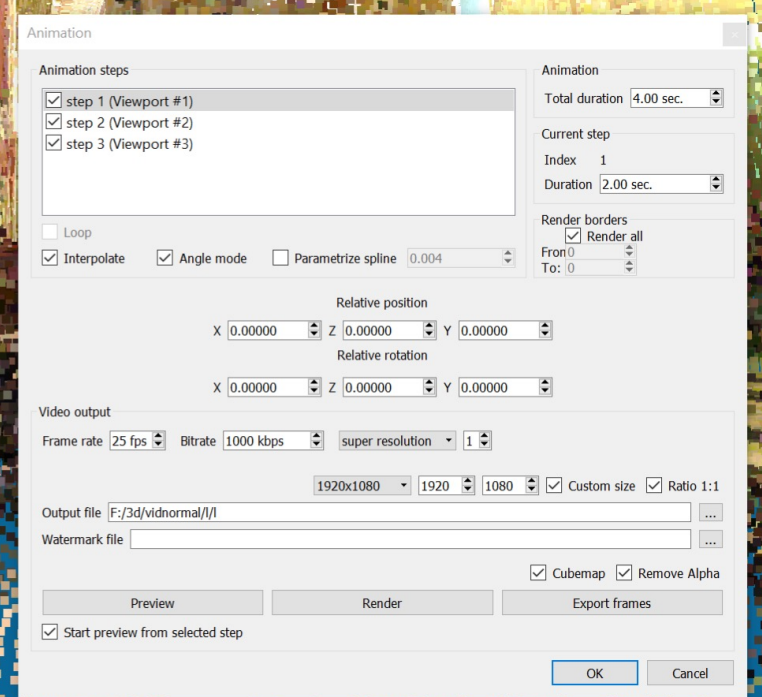 Animation
Animation steps
step 1 (Viewport #1)
step 2 (Viewport #2)
step 3 (Viewport #3)
Loop
Interpolate Angle mode Parametrize spline 0.004
Animation
Total duration 4.00 sec.
Current step
Index 1
Duration 2.00 sec.
Render borders
Render all
From 0
To: 0
Relative position
X 0.00000 Z 0.00000 Y 0.00000
Relative rotation
X 0.00000 Z 0.00000 Y 0.00000
Video output
Frame rate 25 fps Bitrate 1000 kbps super resolution 1
1920x1080 1920 1080 Custom size Ratio 1:1
Output file F:/3d/vidnormal/l/l ...
Watermark file ...
Cubemap Remove Alpha
Preview Render Export frames
Start preview from selected step
OK Cancel